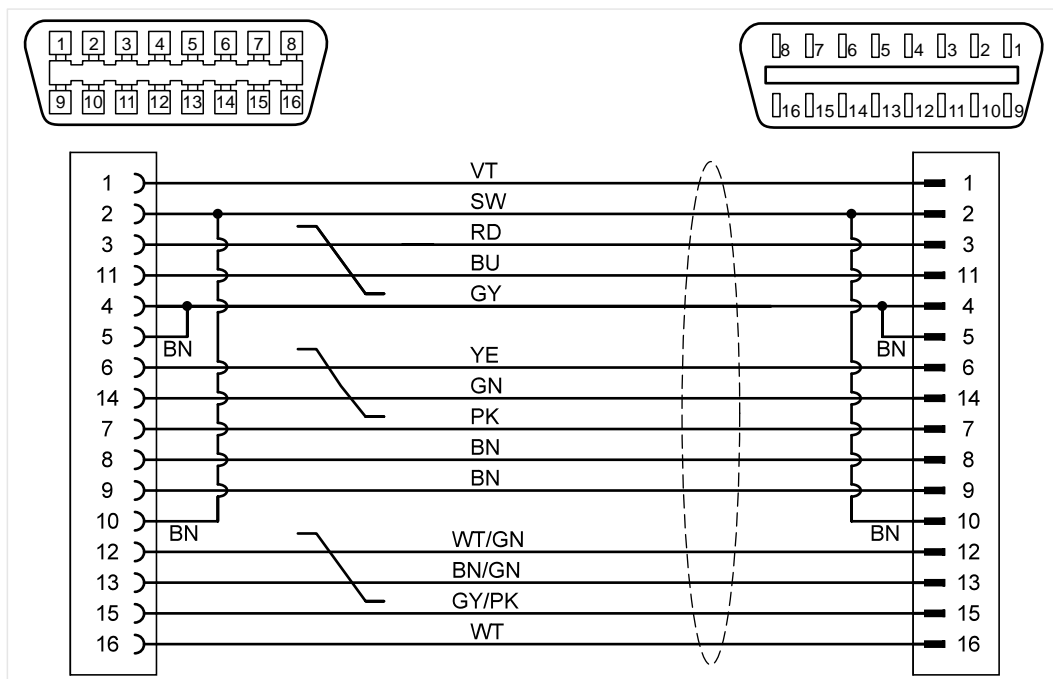 1 2 3 4 5 6 7 8
9 10 11 12 13 14 15 16
8 7 6 5 4 3 2 1
16 15 14 13 12 11 10 9
1 VT 1
2 SW 2
3 RD 3
11 BU 11
4 GY 4
5 BN BN 5
6 YE 6
14 GN 14
7 PK 7
8 BN 8
9 BN 9
10 BN BN 10
12 WT/GN 12
13 BN/GN 13
15 GY/PK 15
16 WT 16